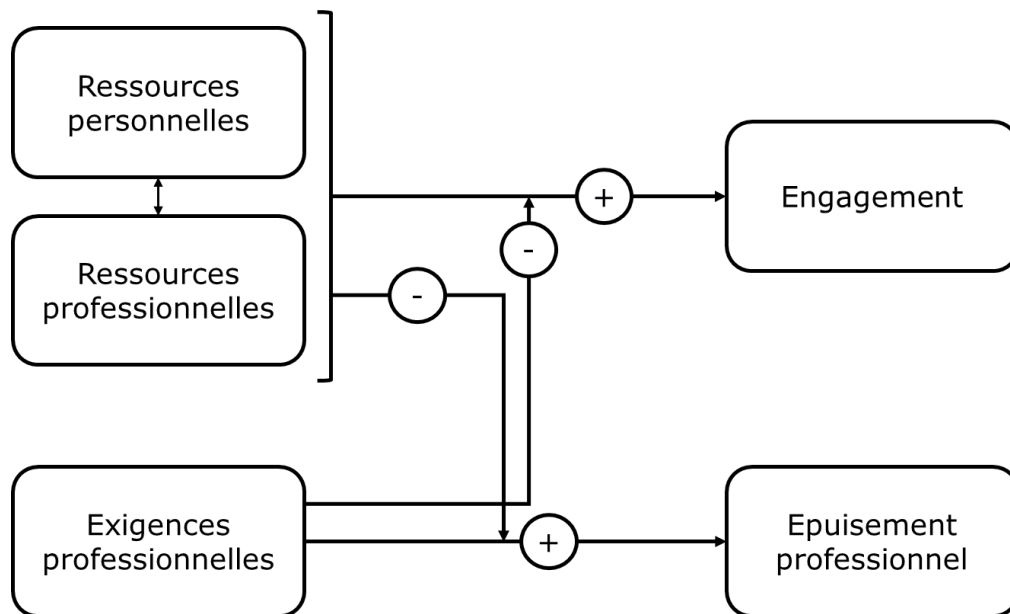 Ressources
personnelles
Ressources
professionnelles
+
Engagement
-
-
Exigences
professionnelles
+
Epuisement
professionnel